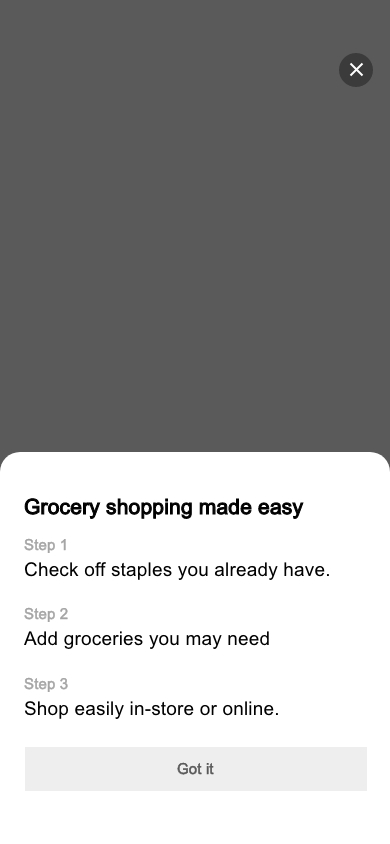 Grocery shopping made easy
Step 1
Check off staples you already have.
Step 2
Add groceries you may need
Step 3
Shop easily in-store or online.
Got it